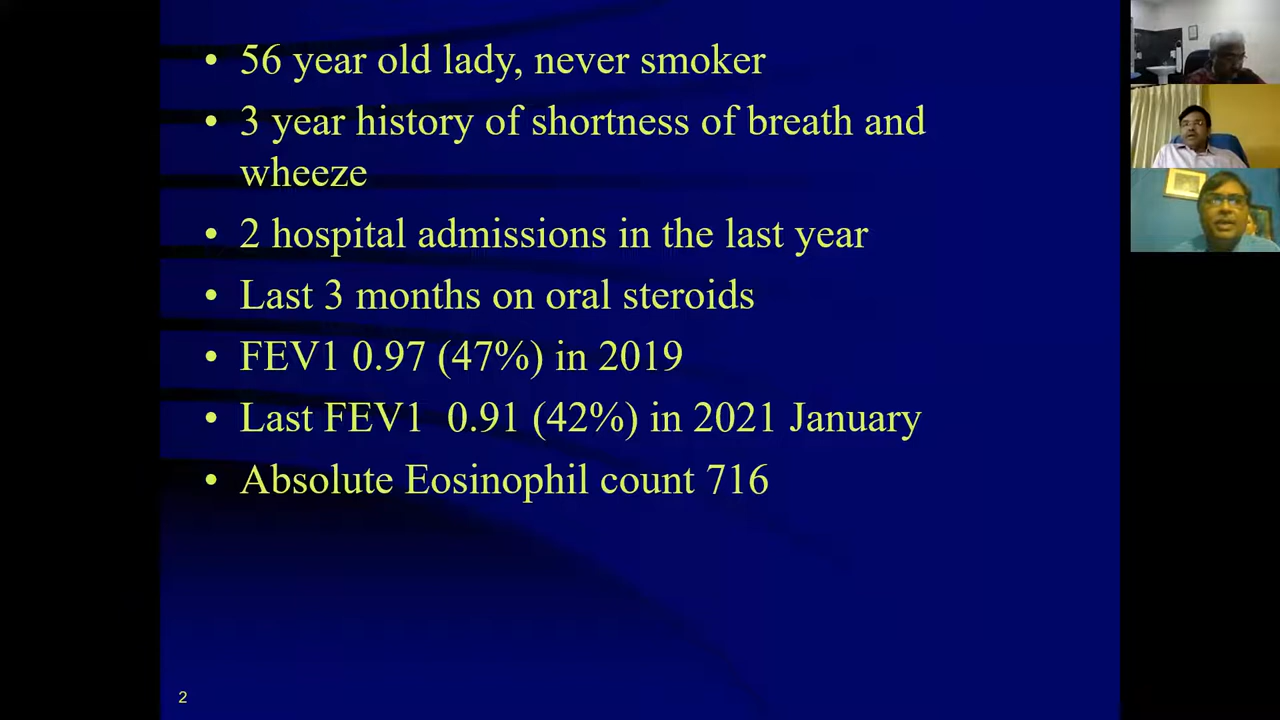 • 56 year old lady, never smoker
• 3 year history of shortness of breath and
wheeze
• 2 hospital admissions in the last year
• Last 3 months on oral steroids
• FEV1 0.97 (47%) in 2019
• Last FEV1  0.91 (42%) in 2021 January
• Absolute Eosinophil count 716
2